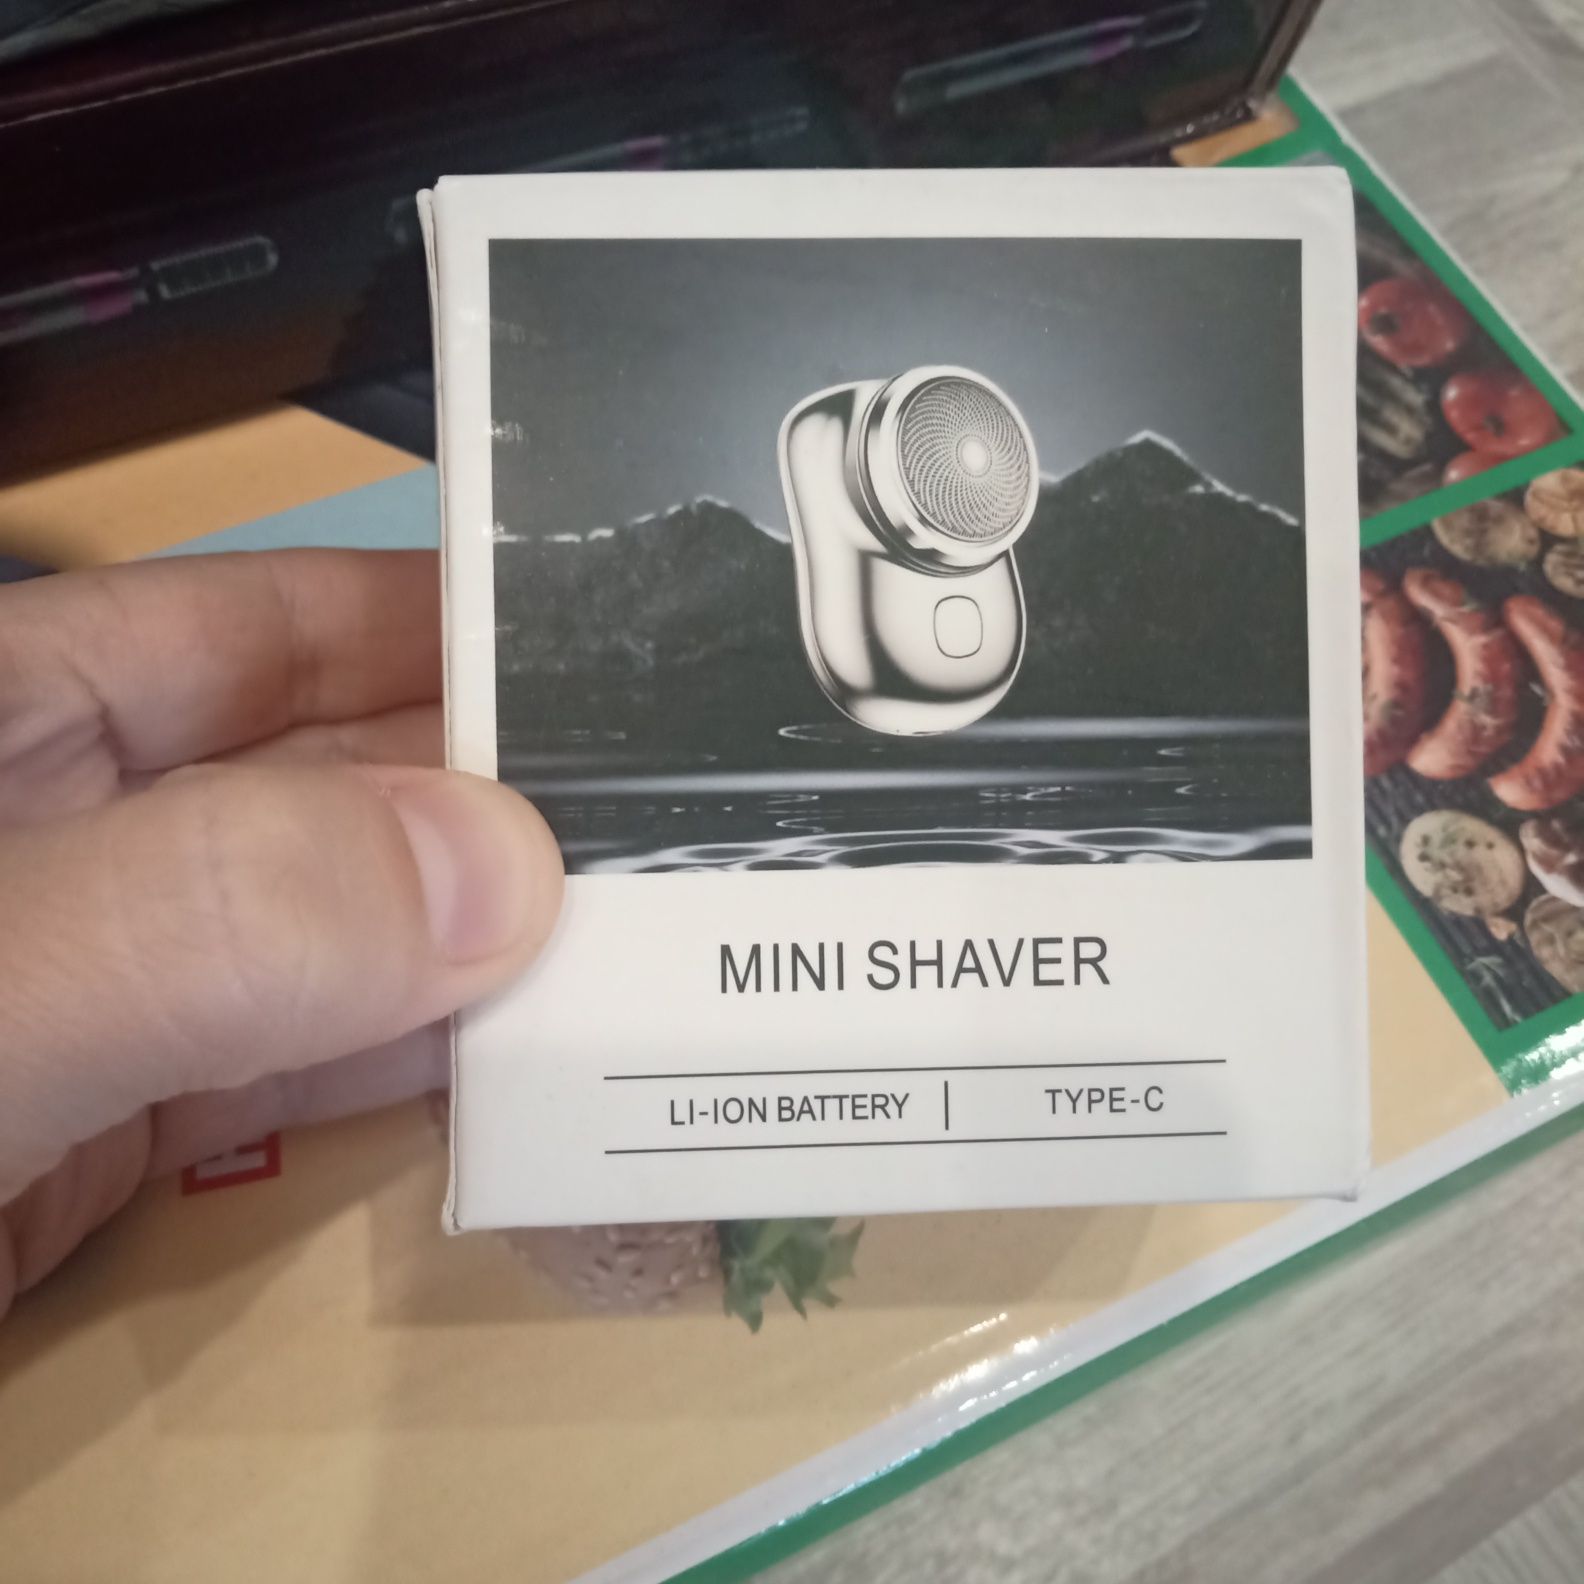 MINI SHAVER
LI-ION BATTERY | TYPE-C